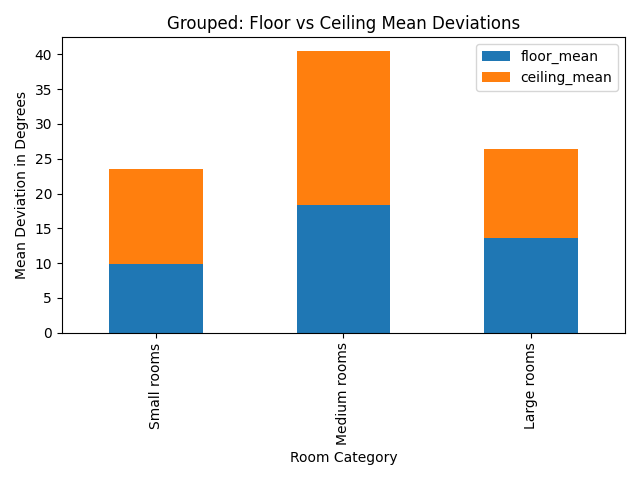 Grouped: Floor vs Ceiling Mean Deviations
floor_mean
ceiling_mean
Mean Deviation in Degrees
40
35
30
25
20
15
10
5
0
Small rooms
Medium rooms
Large rooms
Room Category